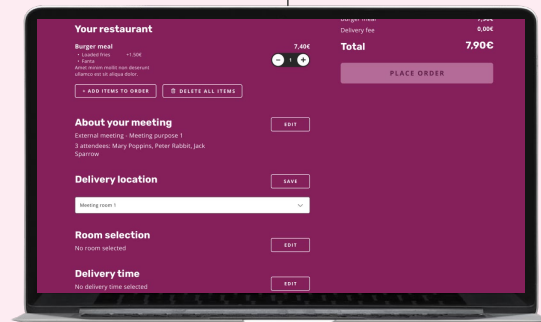 Your restaurant
Burger meal 7,40€
• Loaded fries +1.50€
• Fanta
Amet minim mollit non deserunt
ullamco est sit aliqua dolor.
− 1 +
+ ADD ITEMS TO ORDER
DELETE ALL ITEMS
About your meeting
EDIT
External meeting - Meeting purpose 1
3 attendees: Mary Poppins, Peter Rabbit, Jack
Sparrow
Delivery location
SAVE
Meeting room 1
Room selection
No room selected
EDIT
Delivery time
No delivery time selected
EDIT
Burger meal 7,90€
Delivery fee 0,00€
Total 7,90€
PLACE ORDER